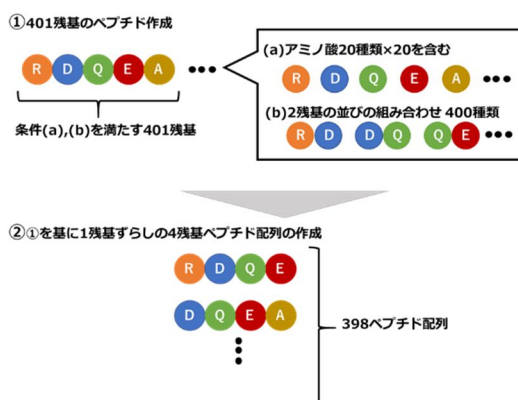 ①401残基のペプチド作成
R D Q E A •••
条件(a),(b)を満たす401残基
(a)アミノ酸20種類×20を含む
R D Q E A •••
(b)2残基の並びの組み合わせ 400種類
R D D Q Q E •••
②①を基に1残基ずらしの4残基ペプチド配列の作成
R D Q E
D Q E A
398ペプチド配列